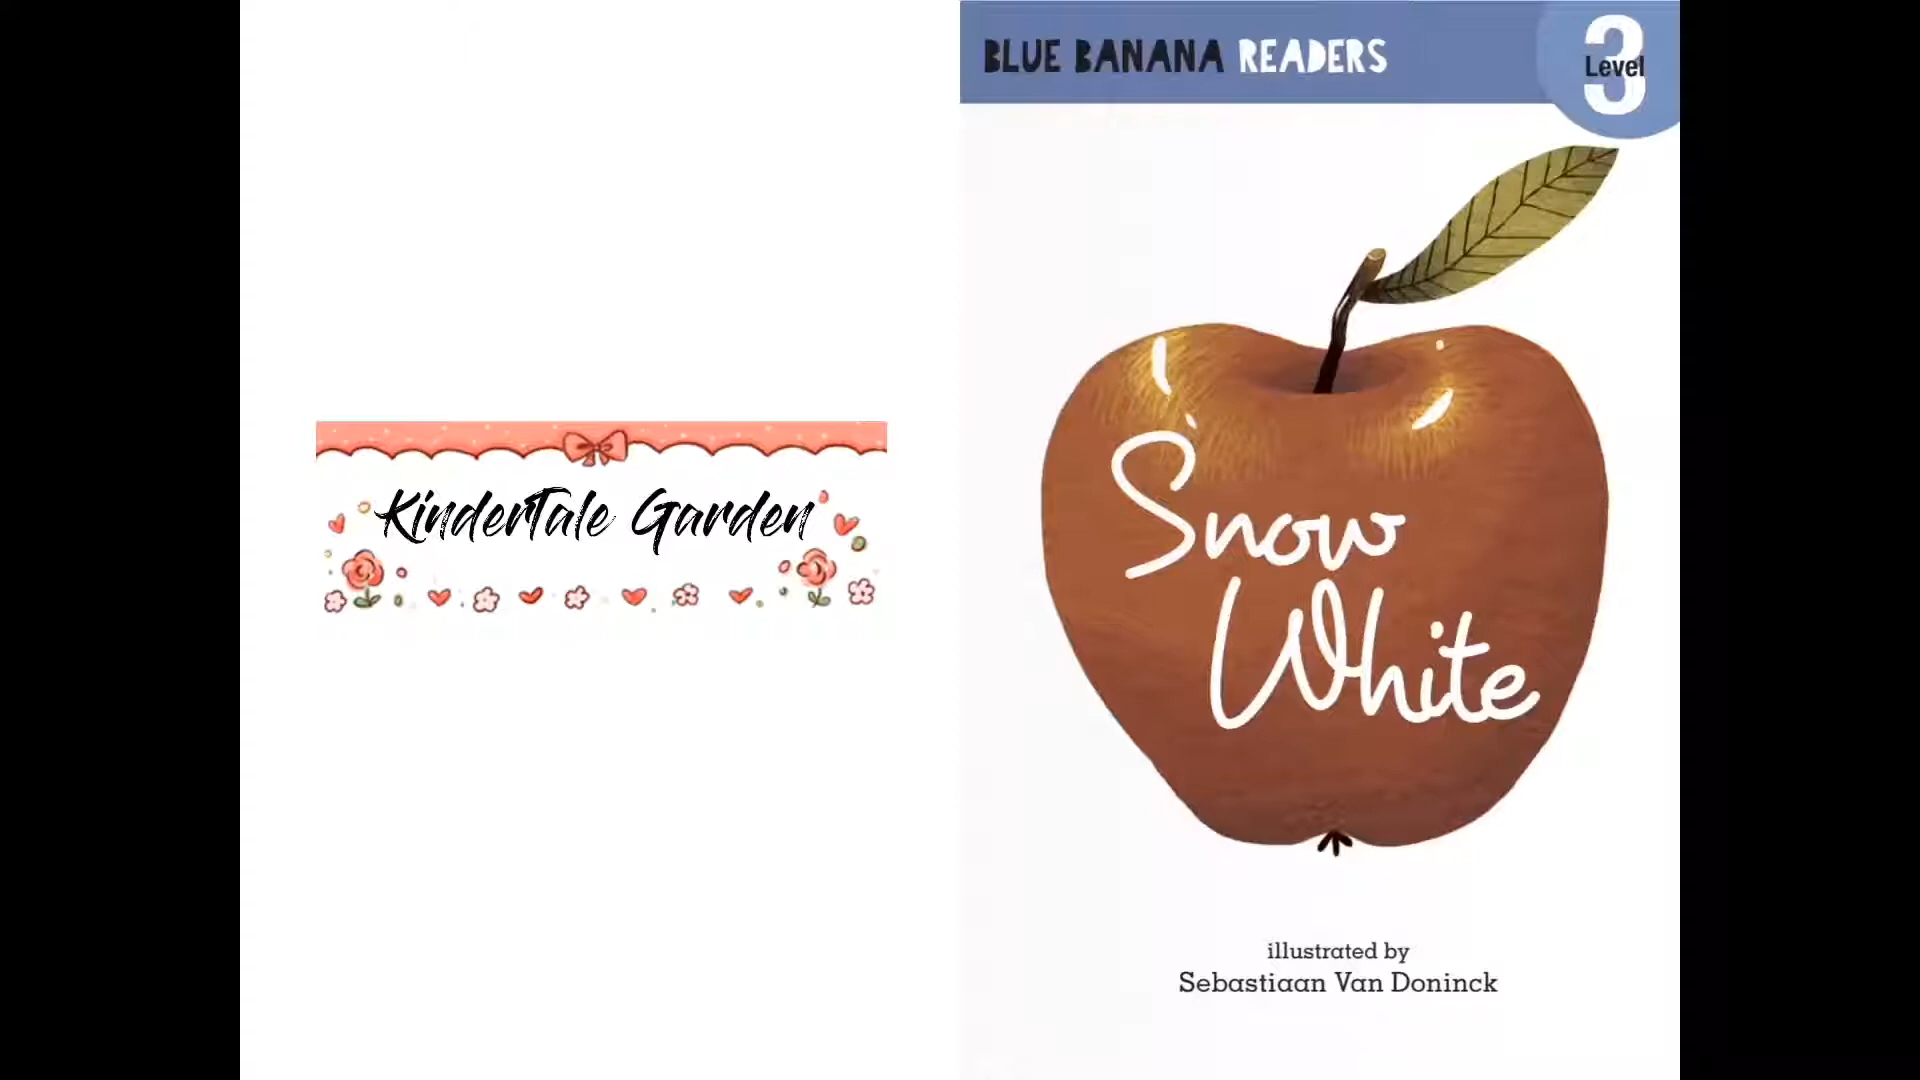 KinderTale Garden
BLUE BANANA READERS
3
Level
Snow
White
illustrated by
Sebastiaan Van Doninck